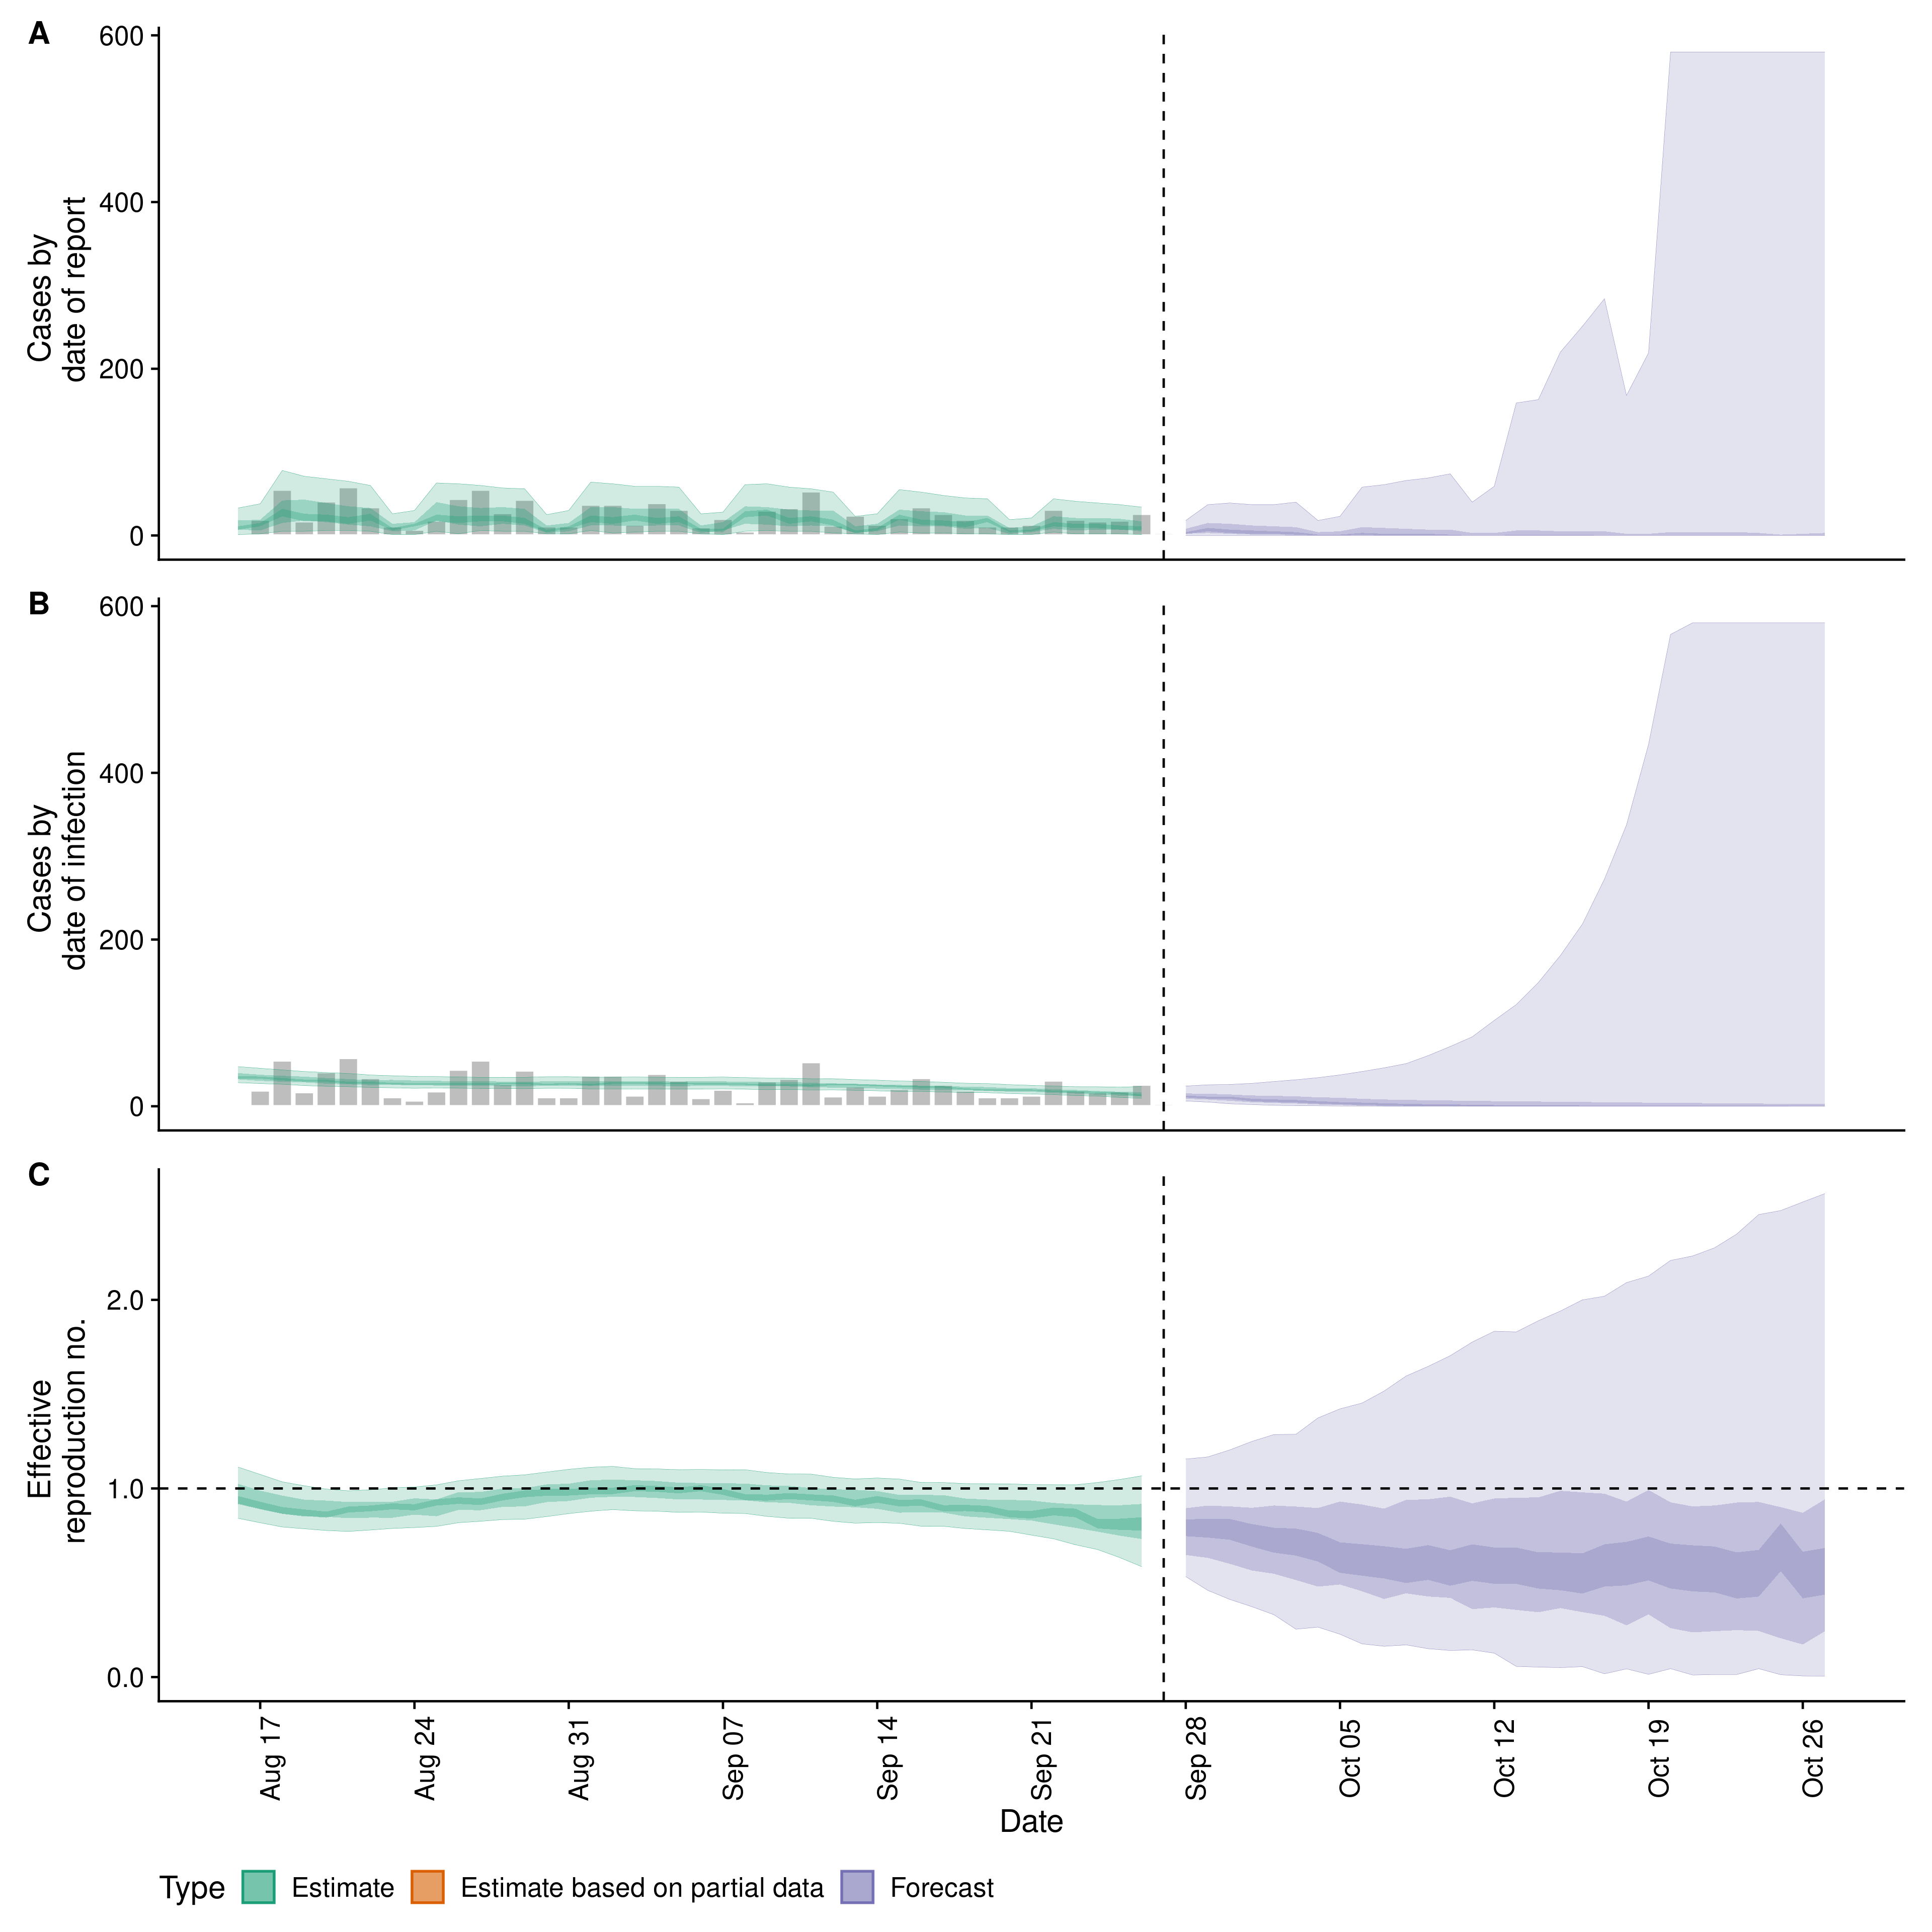 A
600
400
200
0
Cases by
date of report
B
600
400
200
0
Cases by
date of infection
C
2.0
1.0
0.0
Effective
reproduction no.
Aug 17
Aug 24
Aug 31
Sep 07
Sep 14
Sep 21
Sep 28
Oct 05
Oct 12
Oct 19
Oct 26
Date
Type Estimate Estimate based on partial data Forecast